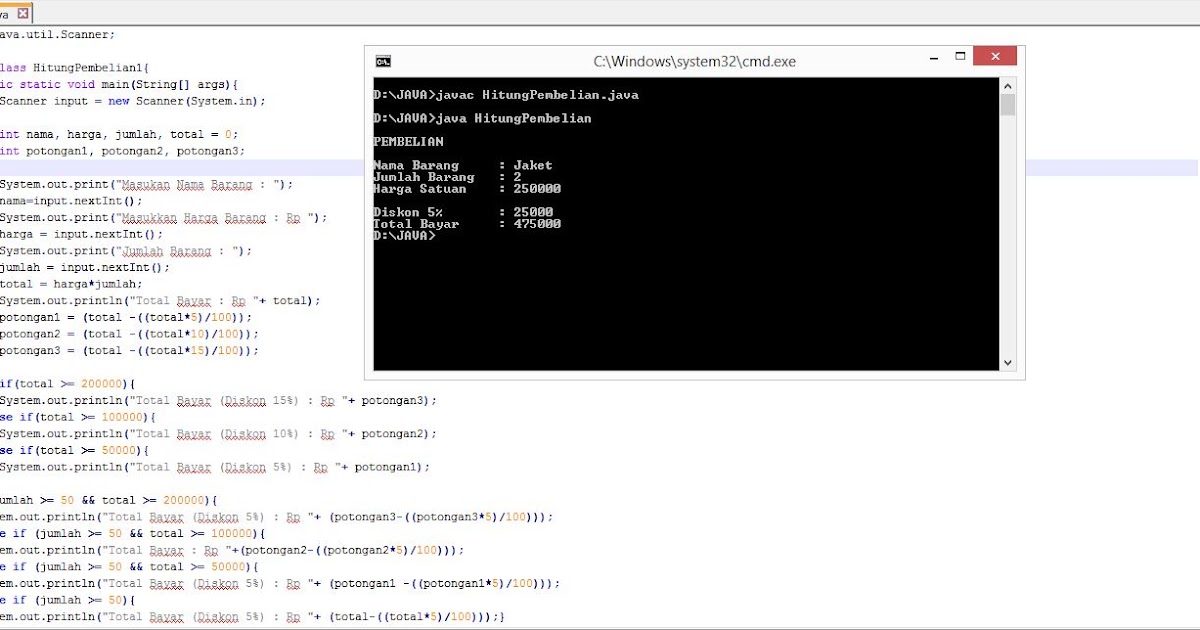 va
ava.util.Scanner;
lass HitungPembelian1{
ic static void main(String[] args){
Scanner input = new Scanner(System.in);
int nama, harga, jumlah, total = 0;
int potongan1, potongan2, potongan3;
System.out.print("Masukan Nama Barang : ");
nama=input.nextInt();
System.out.print("Masukkan Harga Barang : Rp ");
harga = input.nextInt();
System.out.print("Jumlah Barang : ");
jumlah = input.nextInt();
total = harga*jumlah;
System.out.println("Total Bayar : Rp "+ total);
potongan1 = (total -((total*5)/100));
potongan2 = (total -((total*10)/100));
potongan3 = (total -((total*15)/100));
if(total >= 200000){
System.out.println("Total Bayar (Diskon 15%) : Rp "+ potongan3);
se if(total >= 100000){
System.out.println("Total Bayar (Diskon 10%) : Rp "+ potongan2);
se if(total >= 50000){
System.out.println("Total Bayar (Diskon 5%) : Rp "+ potongan1);
umlah >= 50 && total >= 200000){
em.out.println("Total Bayar (Diskon 5%) : Rp "+ (potongan3-((potongan3*5)/100)));
e if (jumlah >= 50 && total >= 100000){
em.out.println("Total Bayar : Rp "+(potongan2-((potongan2*5)/100)));
e if (jumlah >= 50 && total >= 50000){
em.out.println("Total Bayar (Diskon 5%) : Rp "+ (potongan1 -((potongan1*5)/100)));
e if (jumlah >= 50){
em.out.println("Total Bayar (Diskon 5%) : Rp "+ (total-((total*5)/100)));}
C:\Windows\system32\cmd.exe
D:\JAVA>javac HitungPembelian.java
D:\JAVA>java HitungPembelian
PEMBELIAN
Nama Barang : Jaket
Jumlah Barang : 2
Harga Satuan : 250000
Diskon 5% : 25000
Total Bayar : 475000
D:\JAVA>